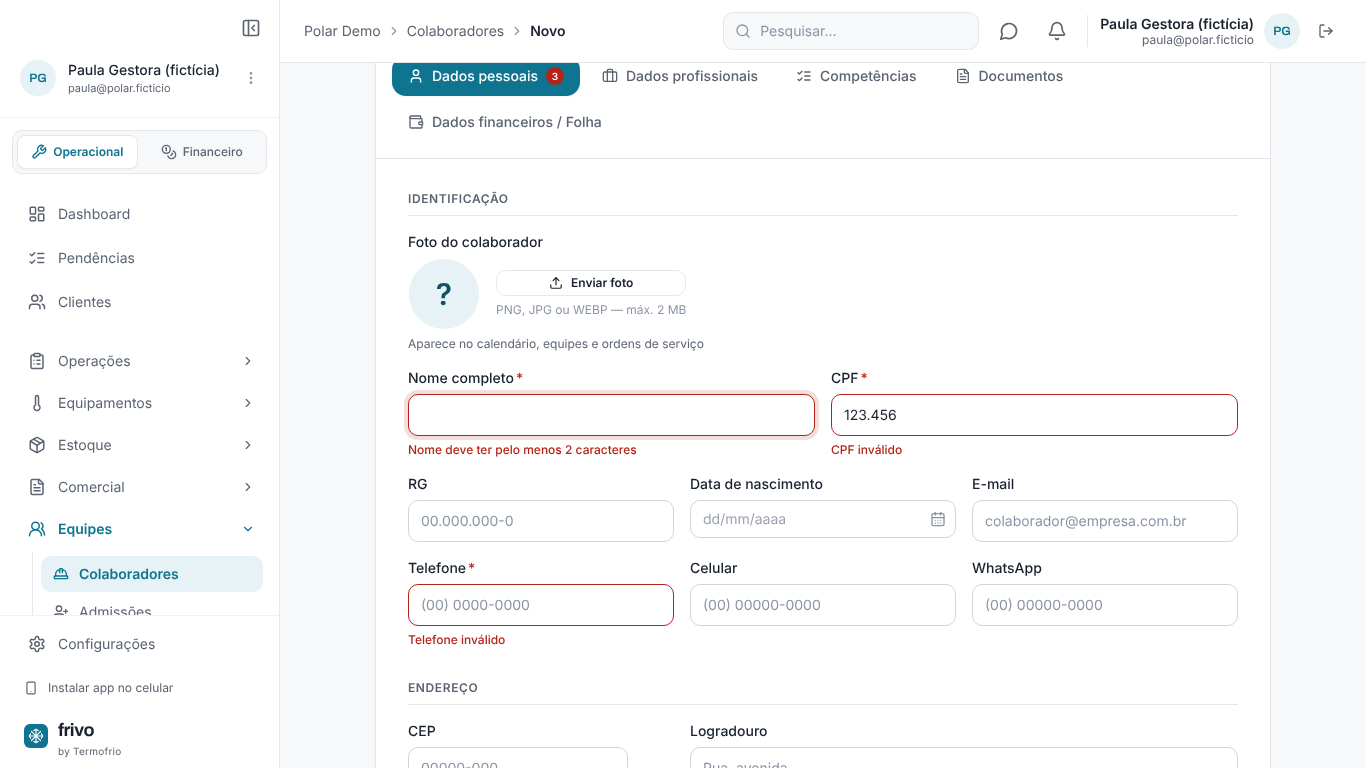 Polar Demo > Colaboradores > Novo
Pesquisar...
Paula Gestora (fictícia)
paula@polar.ficticio
PG
PG
Paula Gestora (fictícia)
paula@polar.ficticio
Operacional
Financeiro
Dashboard
Pendências
Clientes
Operações
Equipamentos
Estoque
Comercial
Equipes
Colaboradores
Admissões
Configurações
Instalar app no celular
frivo
by Termofrio
Dados pessoais 3
Dados profissionais
Competências
Documentos
Dados financeiros / Folha
IDENTIFICAÇÃO
Foto do colaborador
?
Enviar foto
PNG, JPG ou WEBP — máx. 2 MB
Aparece no calendário, equipes e ordens de serviço
Nome completo *
Nome deve ter pelo menos 2 caracteres
CPF *
123.456
CPF inválido
RG
00.000.000-0
Data de nascimento
dd/mm/aaaa
E-mail
colaborador@empresa.com.br
Telefone *
(00) 0000-0000
Telefone inválido
Celular
(00) 00000-0000
WhatsApp
(00) 00000-0000
ENDEREÇO
CEP
00000-000
Logradouro
Rua, avenida